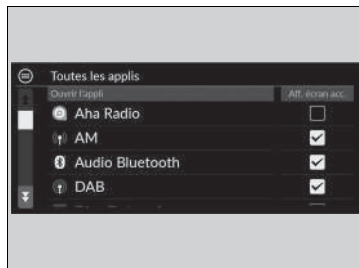 Toutes les applis
Ouvrir l'appli Aff. écran acc.
Aha Radio
AM
Audio Bluetooth
DAB